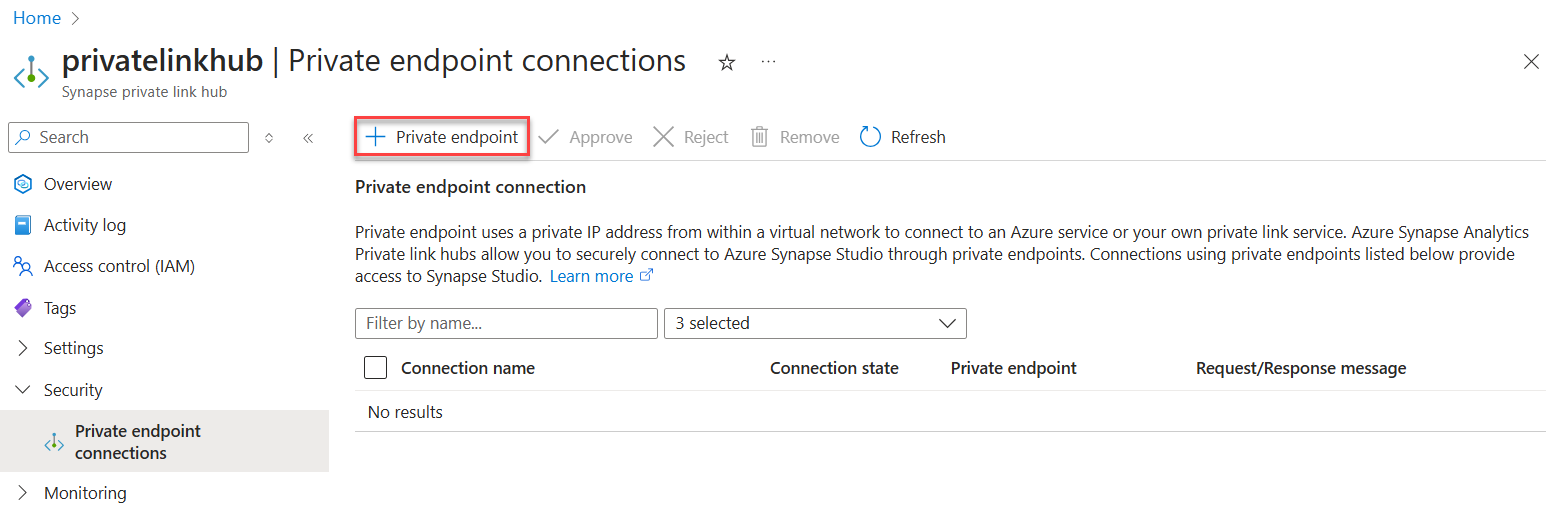 Home
privatelinkhub | Private endpoint connections
Synapse private link hub
Search
Overview
Activity log
Access control (IAM)
Tags
Settings
Security
Private endpoint
connections
Monitoring
Private endpoint Approve Reject Remove Refresh
Private endpoint connection
Private endpoint uses a private IP address from within a virtual network to connect to an Azure service or your own private link service. Azure Synapse Analytics
Private link hubs allow you to securely connect to Azure Synapse Studio through private endpoints. Connections using private endpoints listed below provide
access to Synapse Studio. Learn more
Filter by name... 3 selected
Connection name Connection state Private endpoint Request/Response message
No results